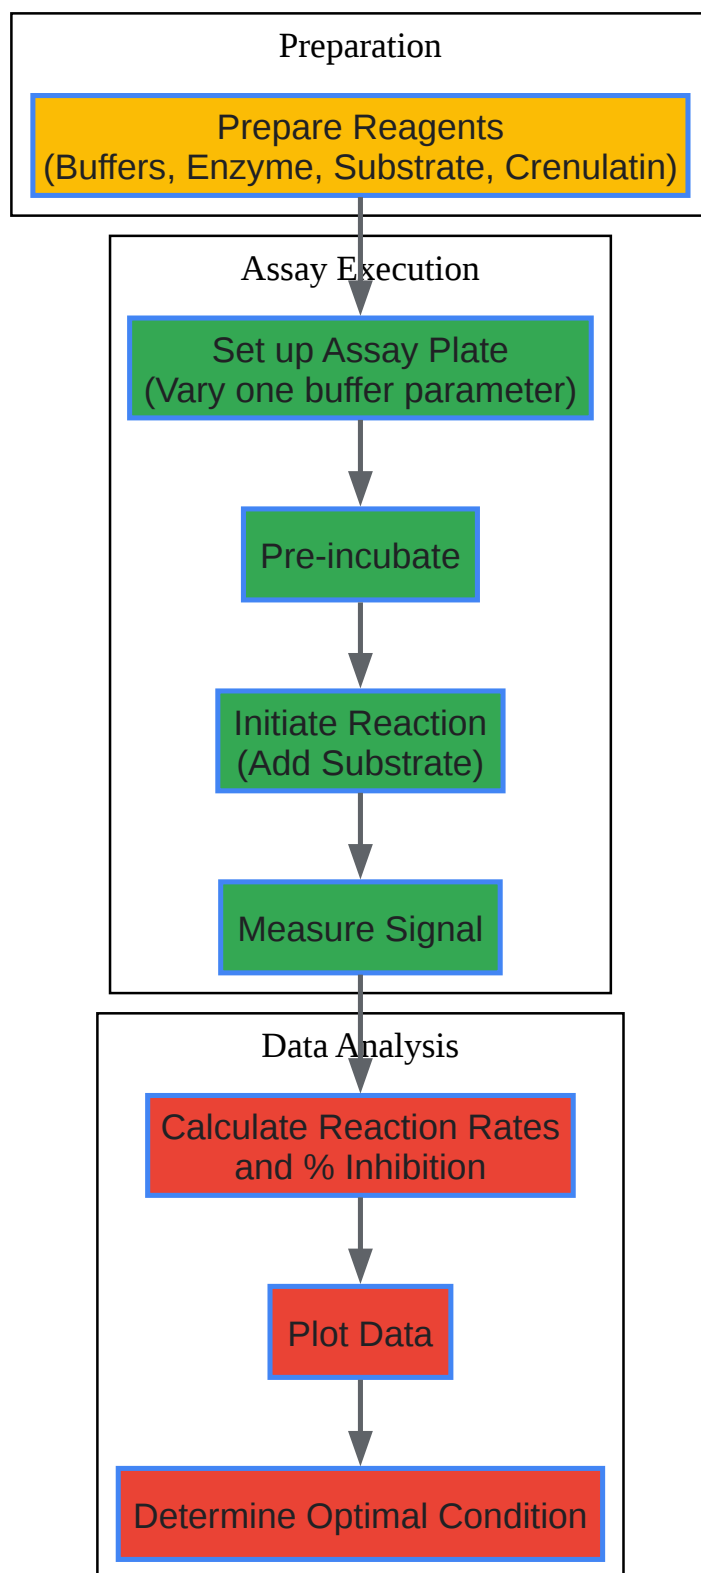 Preparation
Prepare Reagents
(Buffers, Enzyme, Substrate, Crenulatin)
Assay Execution
Set up Assay Plate
(Vary one buffer parameter)
Pre-incubate
Initiate Reaction
(Add Substrate)
Measure Signal
Data Analysis
Calculate Reaction Rates
and % Inhibition
Plot Data
Determine Optimal Condition